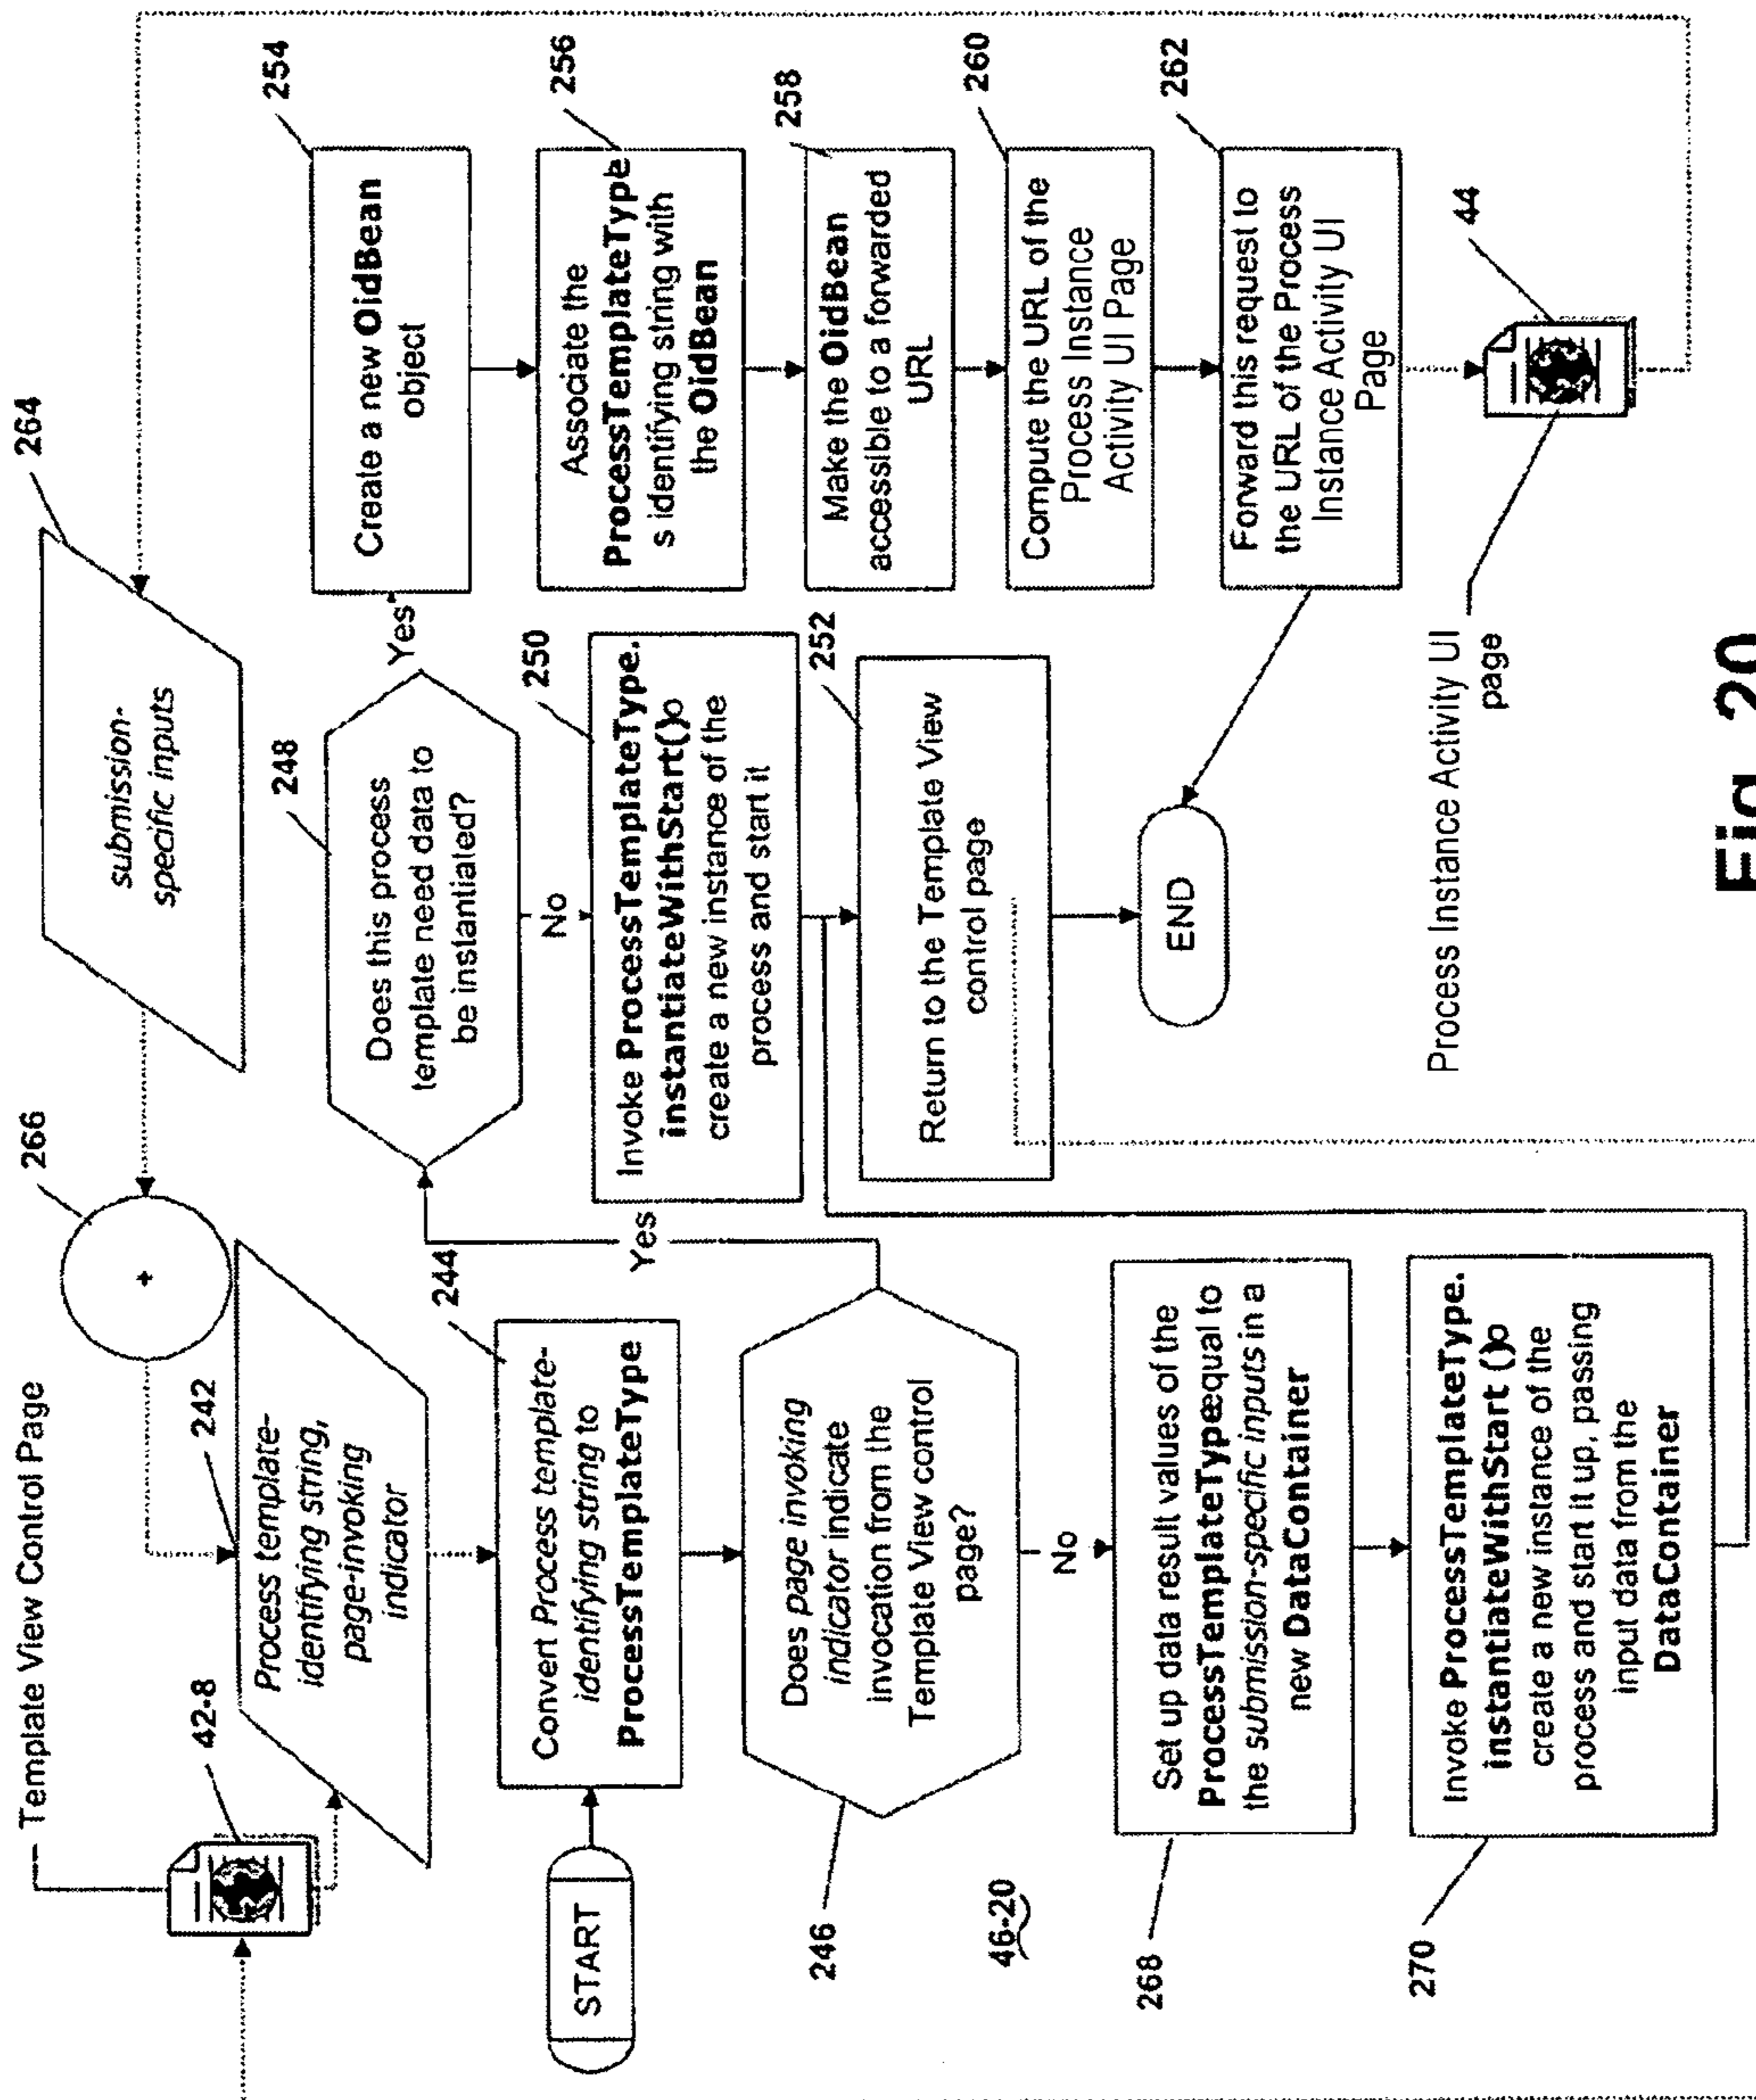 Template View Control Page
42-8
242
266
264
Process template-
identifying string,
page-invoking
indicator
+
submission-
specific inputs
START
244
Convert Process template-
identifying string to
ProcessTemplateType
246
Does page invoking
indicator indicate
invocation from the
Template View control
page?
Yes
No
46-20
268
Set up data result values of the
ProcessTemplateType equal to
the submission-specific inputs in a
new DataContainer
270
Invoke ProcessTemplateType.
instantiateWithStart ()o
create a new instance of the
process and start it up, passing
input data from the
DataContainer
248
Does this process
template need data to
be instantiated?
Yes
No
250
Invoke ProcessTemplateType.
instantiateWithStart()o
create a new instance of the
process and start it
252
Return to the Template View
control page
END
254
Create a new OidBean
object
256
Associate the
ProcessTemplateType
s identifying string with
the OidBean
258
Make the OidBean
accessible to a forwarded
URL
260
Compute the URL of the
Process Instance
Activity UI Page
262
Forward this request to
the URL of the Process
Instance Activity UI
Page
44
Process Instance Activity UI
page
Fig. 20